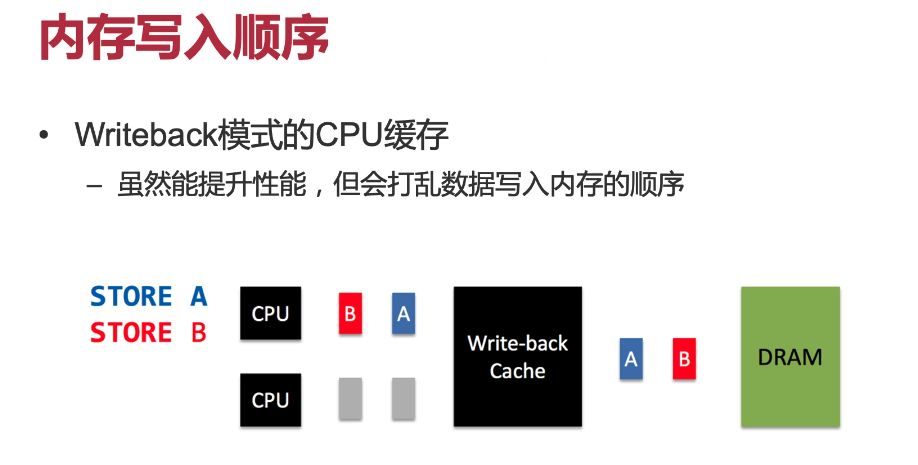 内存写入顺序
• Writeback模式的CPU缓存
– 虽然能提升性能，但会打乱数据写入内存的顺序
STORE A
STORE B
CPU
B
A
CPU
Write-back
Cache
A
B
DRAM